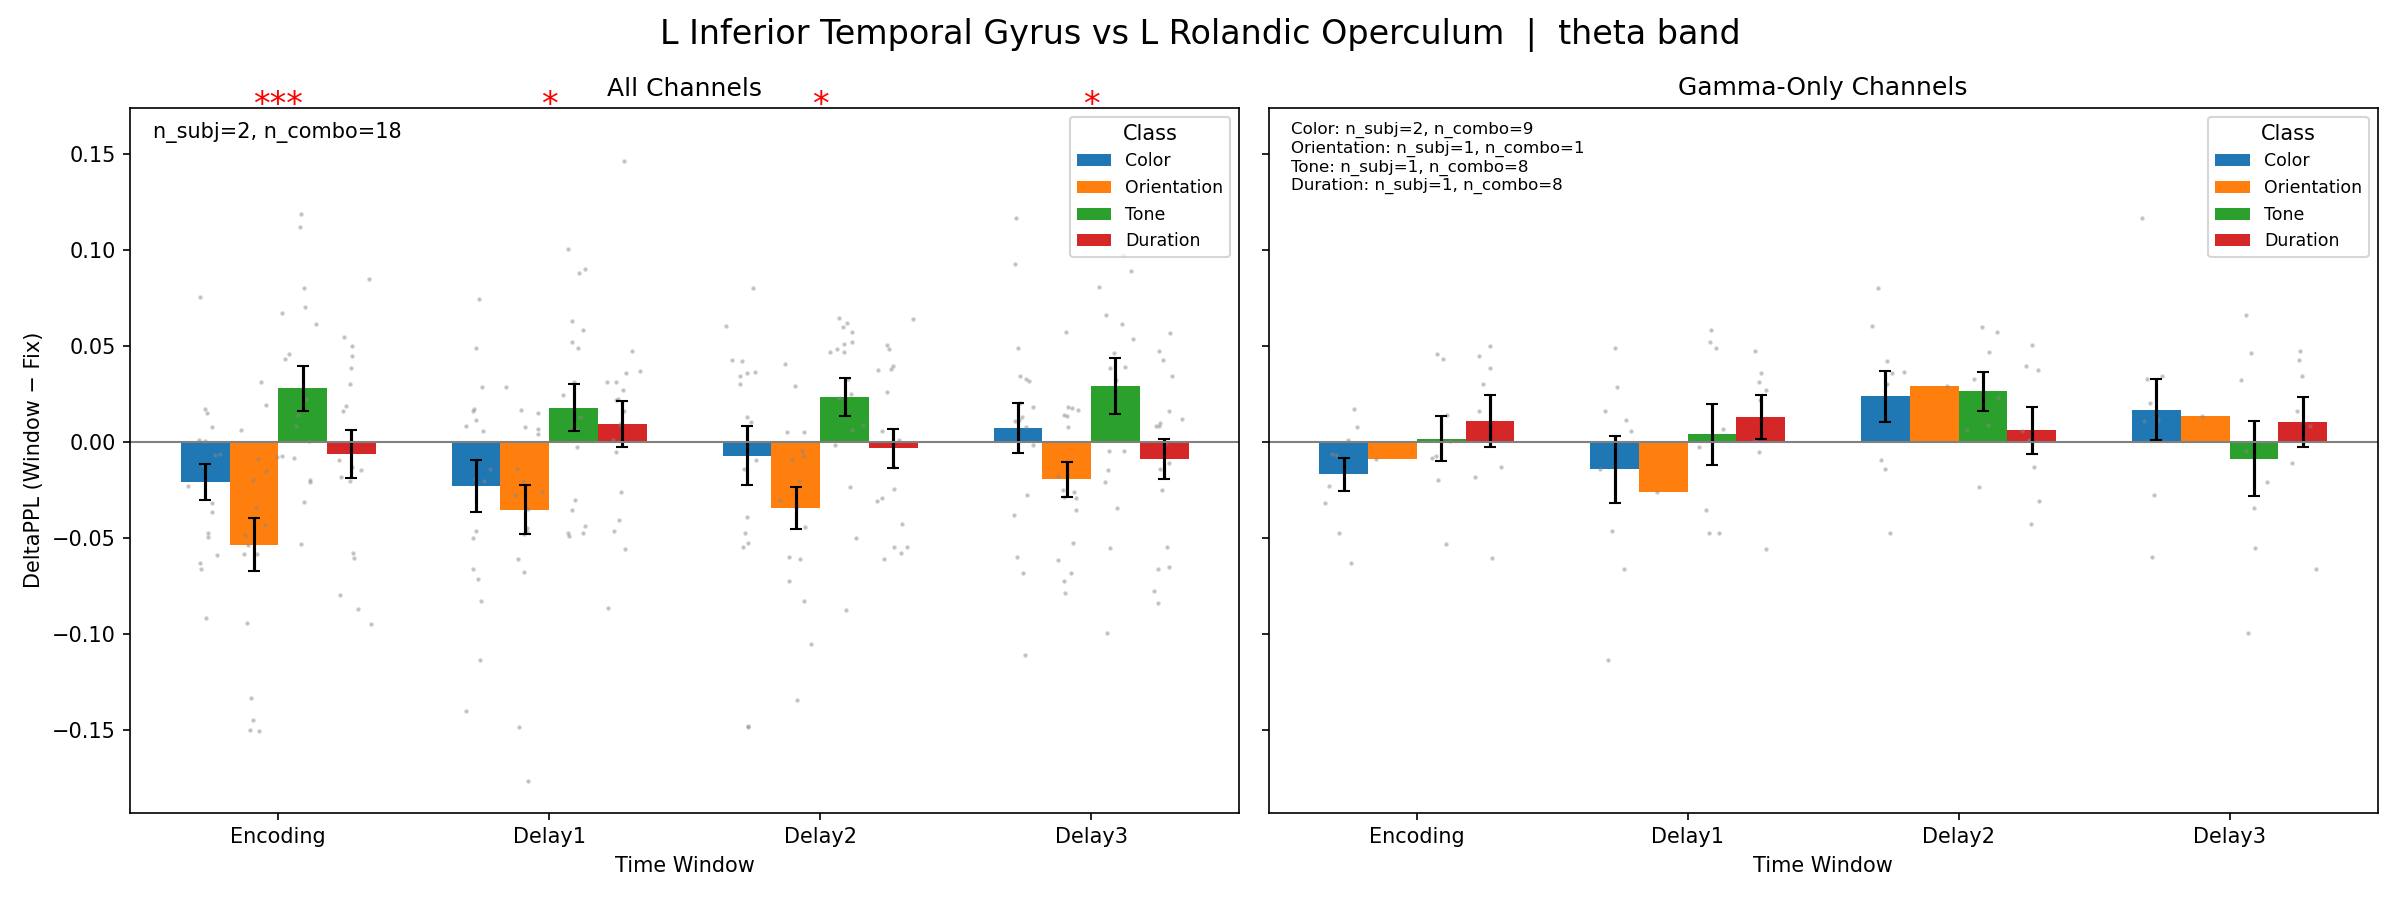 L Inferior Temporal Gyrus vs L Rolandic Operculum | theta band
All Channels
*** * * *
n_subj=2, n_combo=18
Class
Color
Orientation
Tone
Duration
DeltaPPL (Window − Fix)
0.15
0.10
0.05
0.00
−0.05
−0.10
−0.15
Encoding Delay1 Delay2 Delay3
Time Window
Gamma-Only Channels
Color: n_subj=2, n_combo=9
Orientation: n_subj=1, n_combo=1
Tone: n_subj=1, n_combo=8
Duration: n_subj=1, n_combo=8
Class
Color
Orientation
Tone
Duration
Encoding Delay1 Delay2 Delay3
Time Window